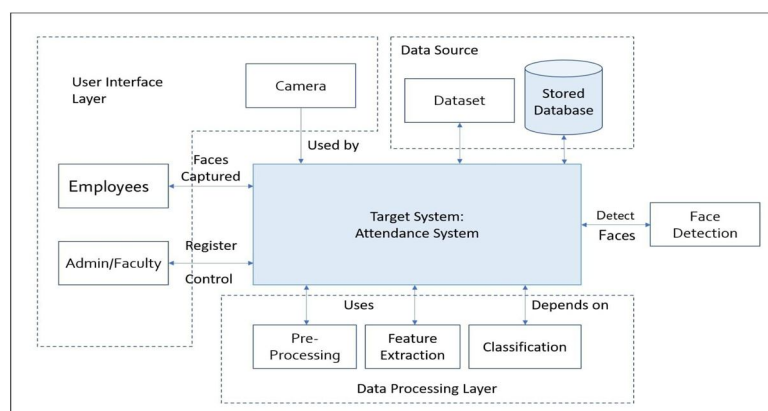 Data Source
User Interface
Layer
Camera
Dataset
Stored
Database
Used by
Faces
Captured
Employees
Target System:
Attendance System
Detect
Faces
Face
Detection
Register
Admin/Faculty
Control
Uses
Depends on
Pre-
Processing
Feature
Extraction
Classification
Data Processing Layer